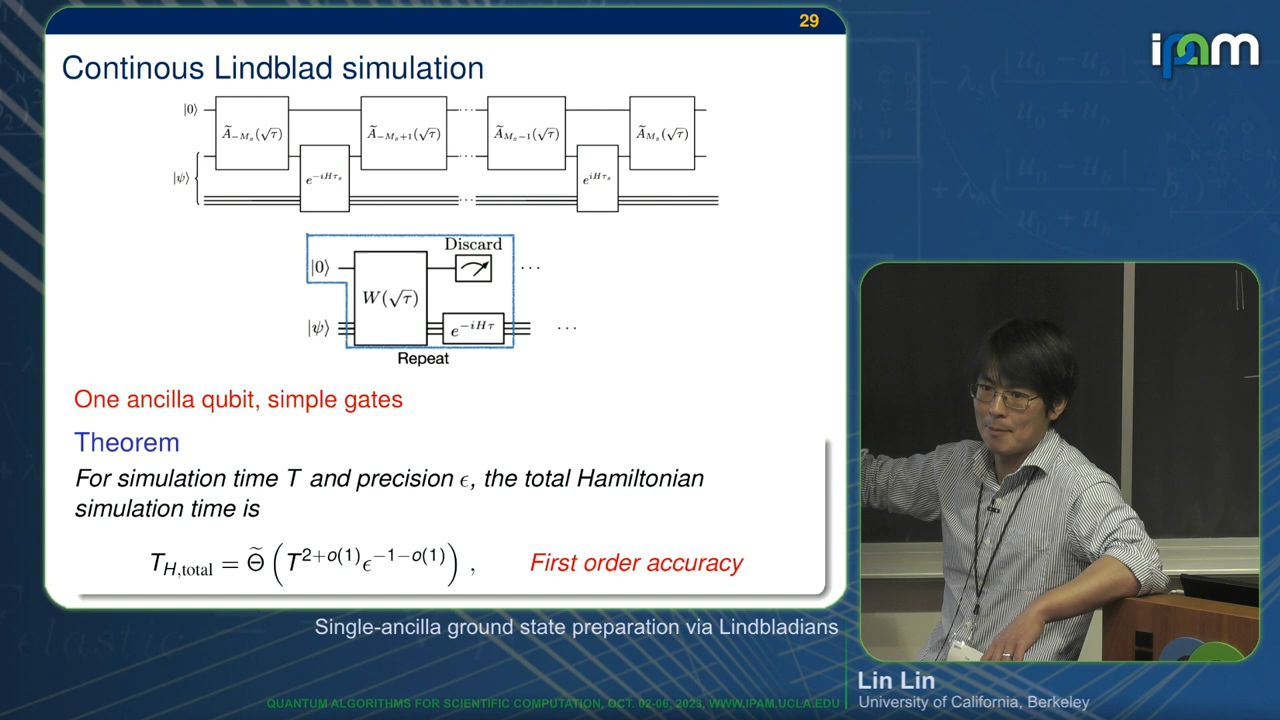 29
ipam
Continous Lindblad simulation
|0⟩ Ã_{-M_s}(√τ) Ã_{-M_s+1}(√τ) ··· Ã_{M_s-1}(√τ) Ã_{M_s}(√τ)
|ψ⟩ e^{-iHτ_s} ··· e^{iHτ_s}
Discard
|0⟩ W(√τ) ···
|ψ⟩ e^{-iHτ} ···
Repeat
One ancilla qubit, simple gates
Theorem
For simulation time T and precision ϵ, the total Hamiltonian
simulation time is
T_{H,total} = Θ̃ (T^{2+o(1)} ϵ^{-1-o(1)}) , First order accuracy
Single-ancilla ground state preparation via Lindbladians
Lin Lin
University of California, Berkeley
QUANTUM ALGORITHMS FOR SCIENTIFIC COMPUTATION, OCT. 02-06, 2023, WWW.IPAM.UCLA.EDU